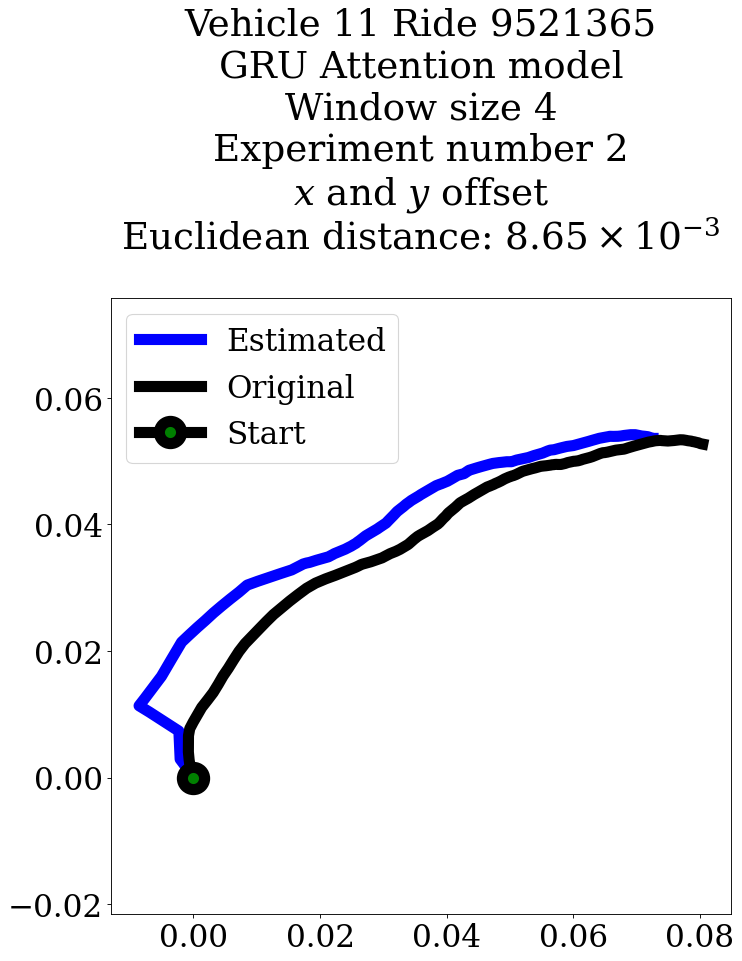 Vehicle 11 Ride 9521365
GRU Attention model
Window size 4
Experiment number 2
x and y offset
Euclidean distance: 8.65 × 10⁻³
Estimated
Original
Start
0.06
0.04
0.02
0.00
−0.02
0.00 0.02 0.04 0.06 0.08